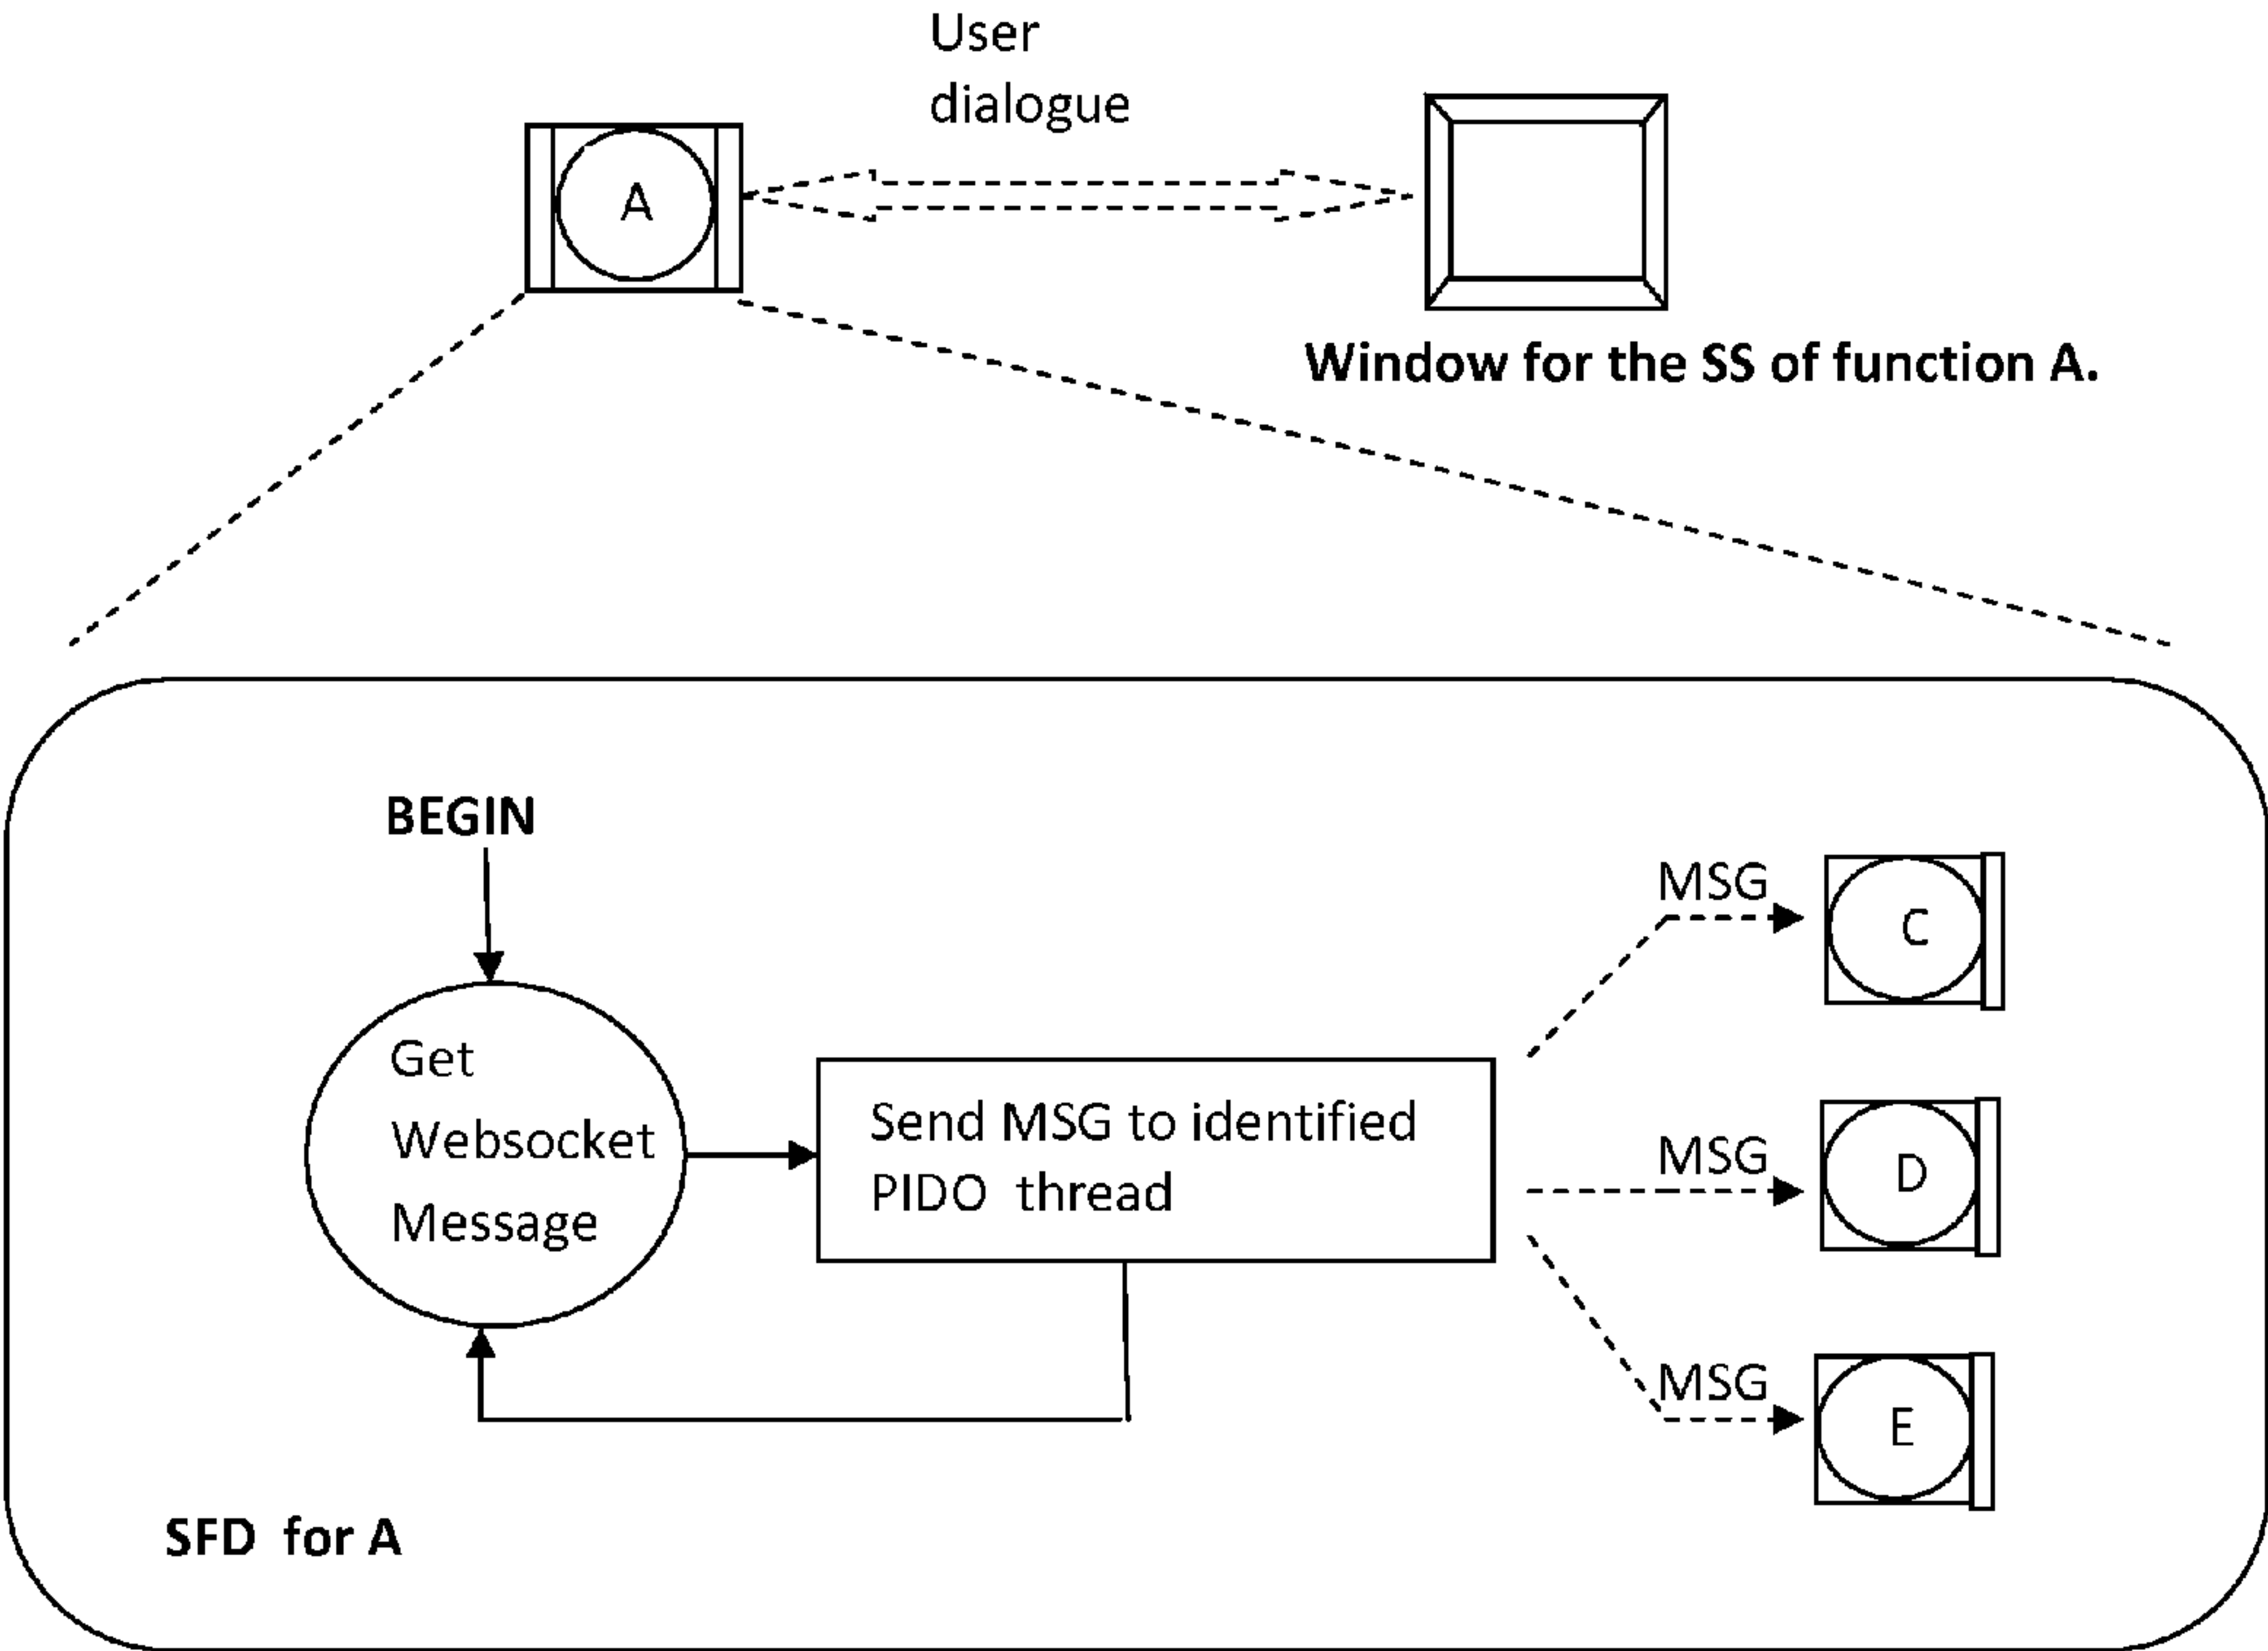 User
dialogue
A
Window for the SS of function A.
BEGIN
MSG
C
Get
Websocket
Message
Send MSG to identified
PIDO thread
MSG
D
MSG
E
SFD for A